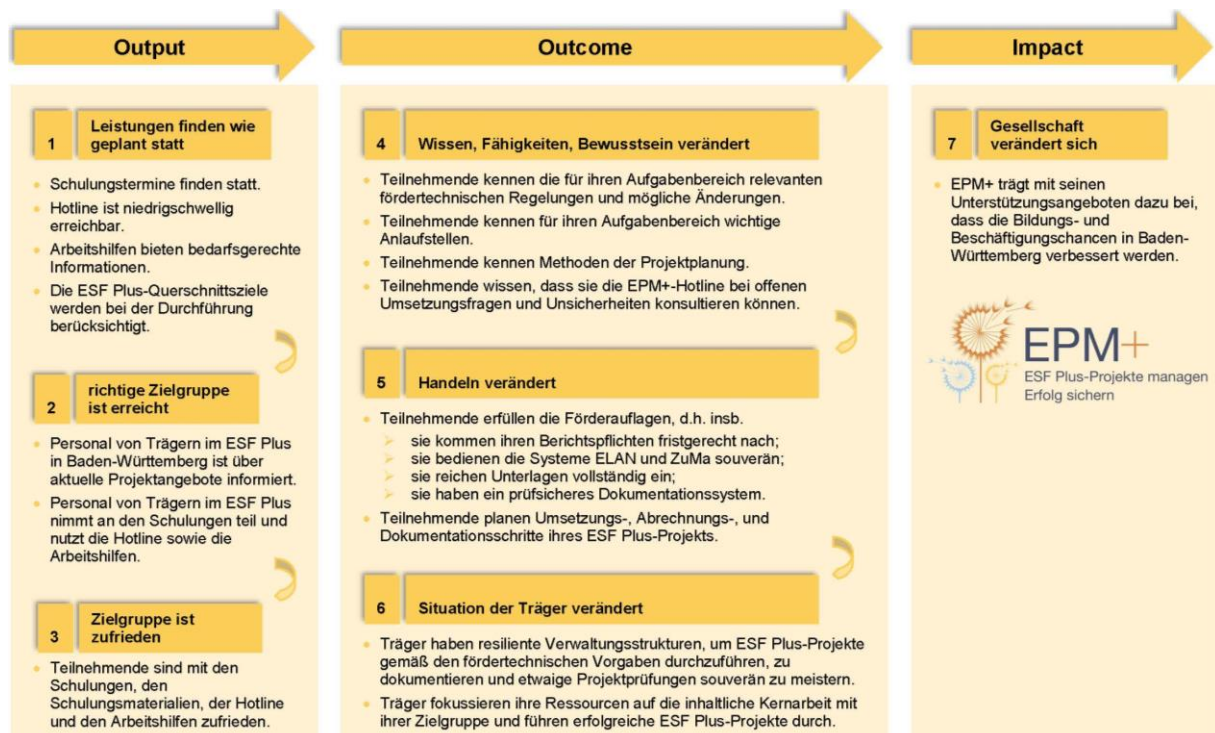 Output
1
Leistungen finden wie
geplant statt
Schulungstermine finden statt.
Hotline ist niedrigschwellig
erreichbar.
Arbeitshilfen bieten bedarfsgerechte
Informationen.
Die ESF Plus-Querschnittsziele
werden bei der Durchführung
berücksichtigt.
2
richtige Zielgruppe
ist erreicht
Personal von Trägern im ESF Plus
in Baden-Württemberg ist über
aktuelle Projektangebote informiert.
Personal von Trägern im ESF Plus
nimmt an den Schulungen teil und
nutzt die Hotline sowie die
Arbeitshilfen.
3
Zielgruppe ist
zufrieden
Teilnehmende sind mit den
Schulungen, den
Schulungsmaterialien, der Hotline
und den Arbeitshilfen zufrieden.
Outcome
4
Wissen, Fähigkeiten, Bewusstsein verändert
Teilnehmende kennen die für ihren Aufgabenbereich relevanten
fördertechnischen Regelungen und mögliche Änderungen.
Teilnehmende kennen für ihren Aufgabenbereich wichtige
Anlaufstellen.
Teilnehmende kennen Methoden der Projektplanung.
Teilnehmende wissen, dass sie die EPM+-Hotline bei offenen
Umsetzungsfragen und Unsicherheiten konsultieren können.
5
Handeln verändert
Teilnehmende erfüllen die Förderauflagen, d.h. insb.
sie kommen ihren Berichtspflichten fristgerecht nach;
sie bedienen die Systeme ELAN und ZuMa souverän;
sie reichen Unterlagen vollständig ein;
sie haben ein prüfsicheres Dokumentationssystem.
Teilnehmende planen Umsetzungs-, Abrechnungs-, und
Dokumentationsschritte ihres ESF Plus-Projekts.
6
Situation der Träger verändert
Träger haben resiliente Verwaltungsstrukturen, um ESF Plus-Projekte
gemäß den fördertechnischen Vorgaben durchzuführen, zu
dokumentieren und etwaige Projektprüfungen souverän zu meistern.
Träger fokussieren ihre Ressourcen auf die inhaltliche Kernarbeit mit
ihrer Zielgruppe und führen erfolgreiche ESF Plus-Projekte durch.
Impact
7
Gesellschaft
verändert sich
EPM+ trägt mit seinen
Unterstützungsangeboten dazu bei,
dass die Bildungs- und
Beschäftigungschancen in Baden-
Württemberg verbessert werden.
EPM+
ESF Plus-Projekte managen
Erfolg sichern